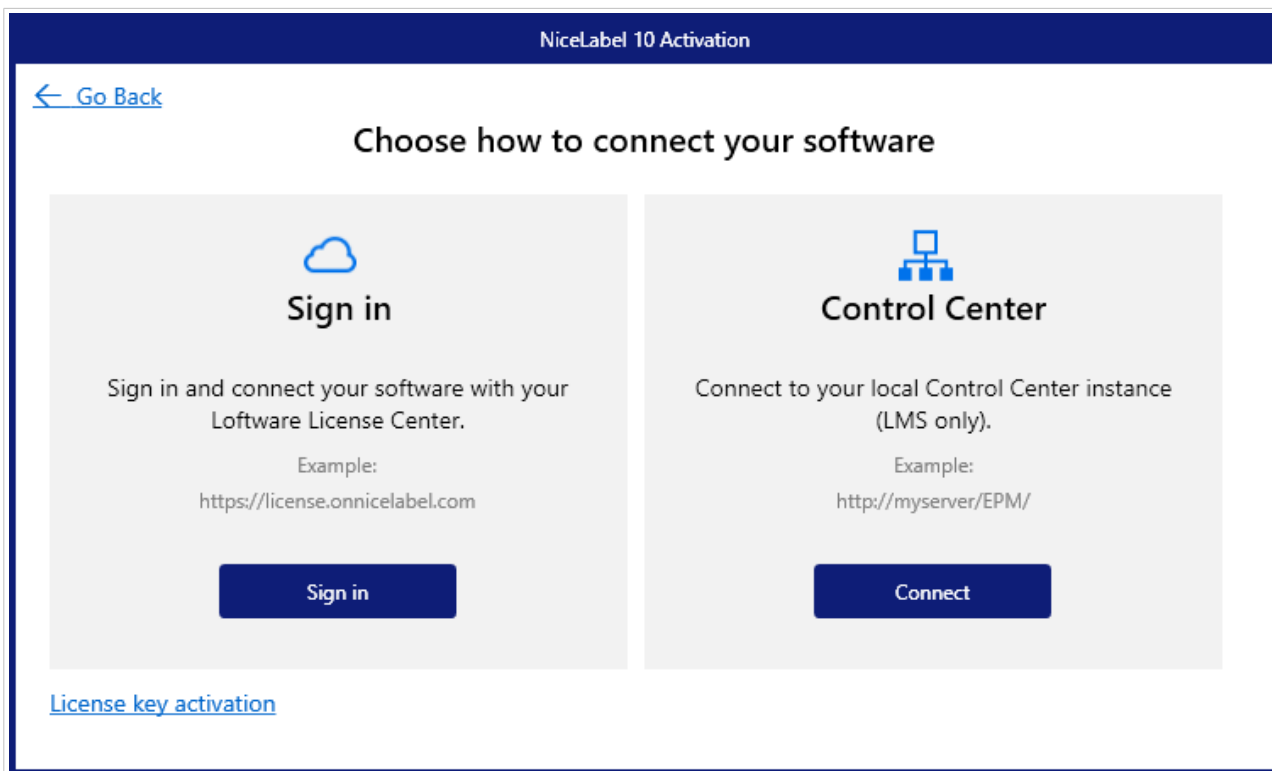 NiceLabel 10 Activation
Go Back
Choose how to connect your software
Sign in
Sign in and connect your software with your
Loftware License Center.
Example:
https://license.onnicelabel.com
Sign in
Control Center
Connect to your local Control Center instance
(LMS only).
Example:
http://myserver/EPM/
Connect
License key activation